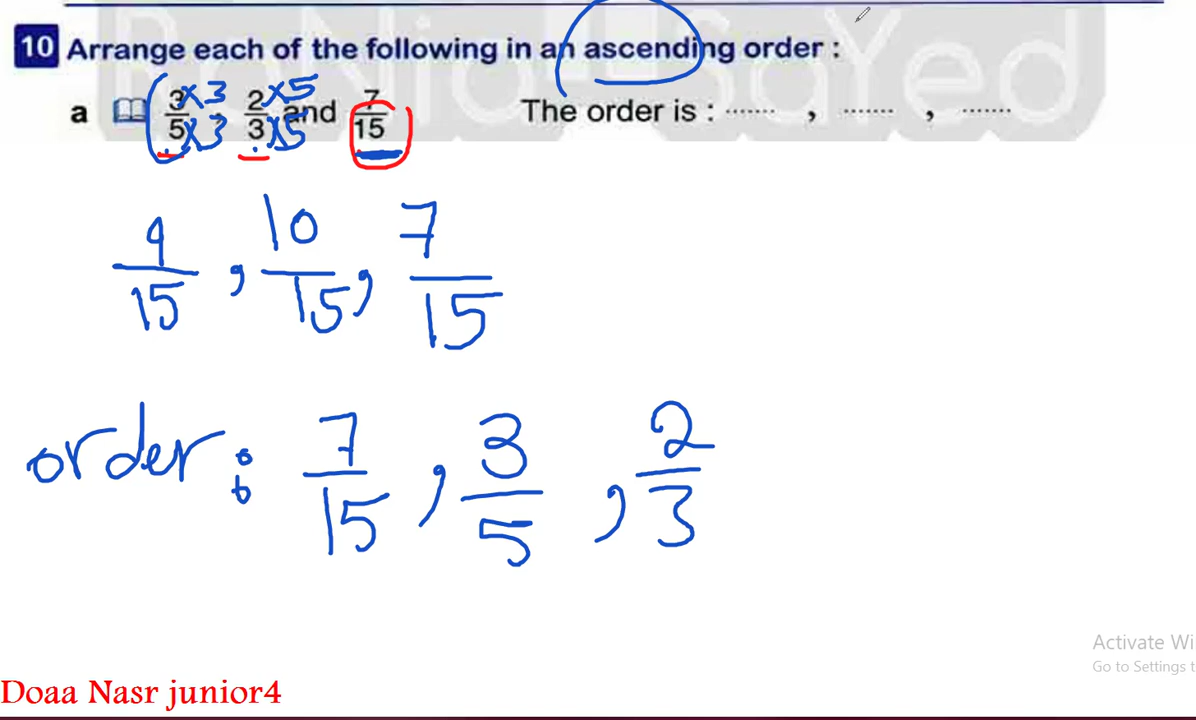 10 Arrange each of the following in an ascending order :
a 3/5 ×3 ×3 2/3 ×5 ×5 and 7/15 The order is : ....... , ....... , .......
9/15 , 10/15 , 7/15
order : 7/15 , 3/5 , 2/3
Activate Wi
Go to Settings t
Doaa Nasr junior4